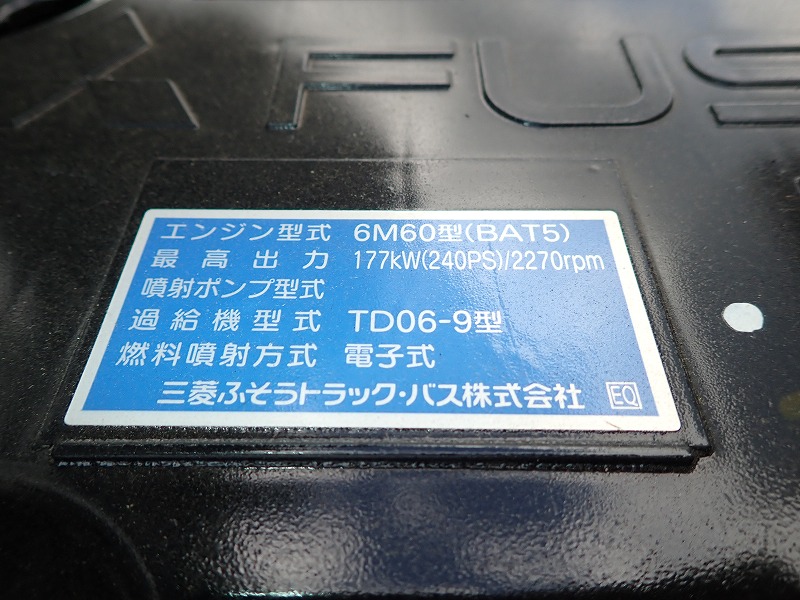 FUS
エンジン型式 6M60型(BAT5)
最高出力 177kW(240PS)/2270rpm
噴射ポンプ型式
過給機型式 TD06-9型
燃料噴射方式 電子式
三菱ふそうトラック・バス株式会社 EQ